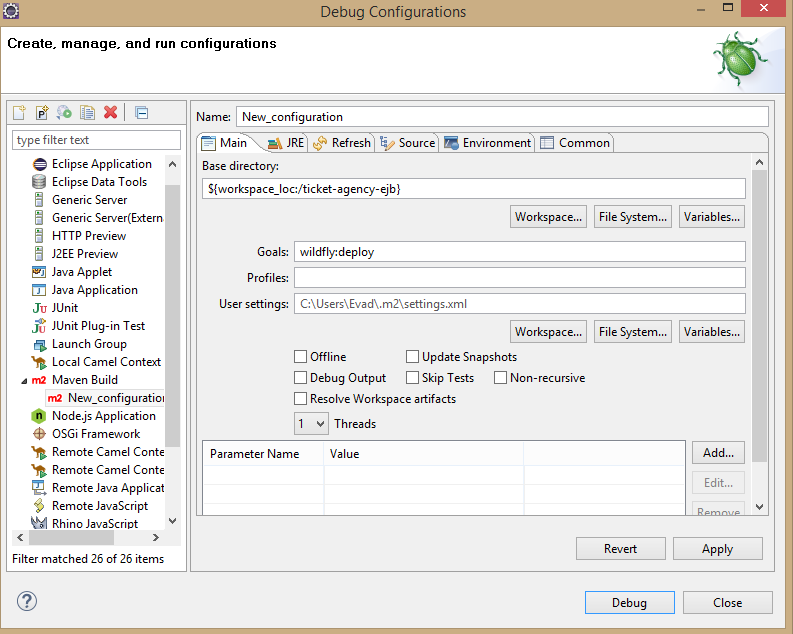 Debug Configurations
Create, manage, and run configurations
type filter text
Eclipse Application
Eclipse Data Tools
Generic Server
Generic Server(Extern
HTTP Preview
J2EE Preview
Java Applet
Java Application
JUnit
JUnit Plug-in Test
Launch Group
Local Camel Context
m2 Maven Build
m2 New_configuration
Node.js Application
OSGi Framework
Remote Camel Conte
Remote Camel Conte
Remote Java Applicat
Remote JavaScript
Rhino JavaScript
Filter matched 26 of 26 items
Name: New_configuration
Main JRE Refresh Source Environment Common
Base directory:
${workspace_loc:/ticket-agency-ejb}
Workspace... File System... Variables...
Goals: wildfly:deploy
Profiles:
User settings: C:\Users\Evad\.m2\settings.xml
Workspace... File System... Variables...
Offline Update Snapshots
Debug Output Skip Tests Non-recursive
Resolve Workspace artifacts
1 Threads
Parameter Name Value
Add...
Edit...
Remove
Revert Apply
? Debug Close